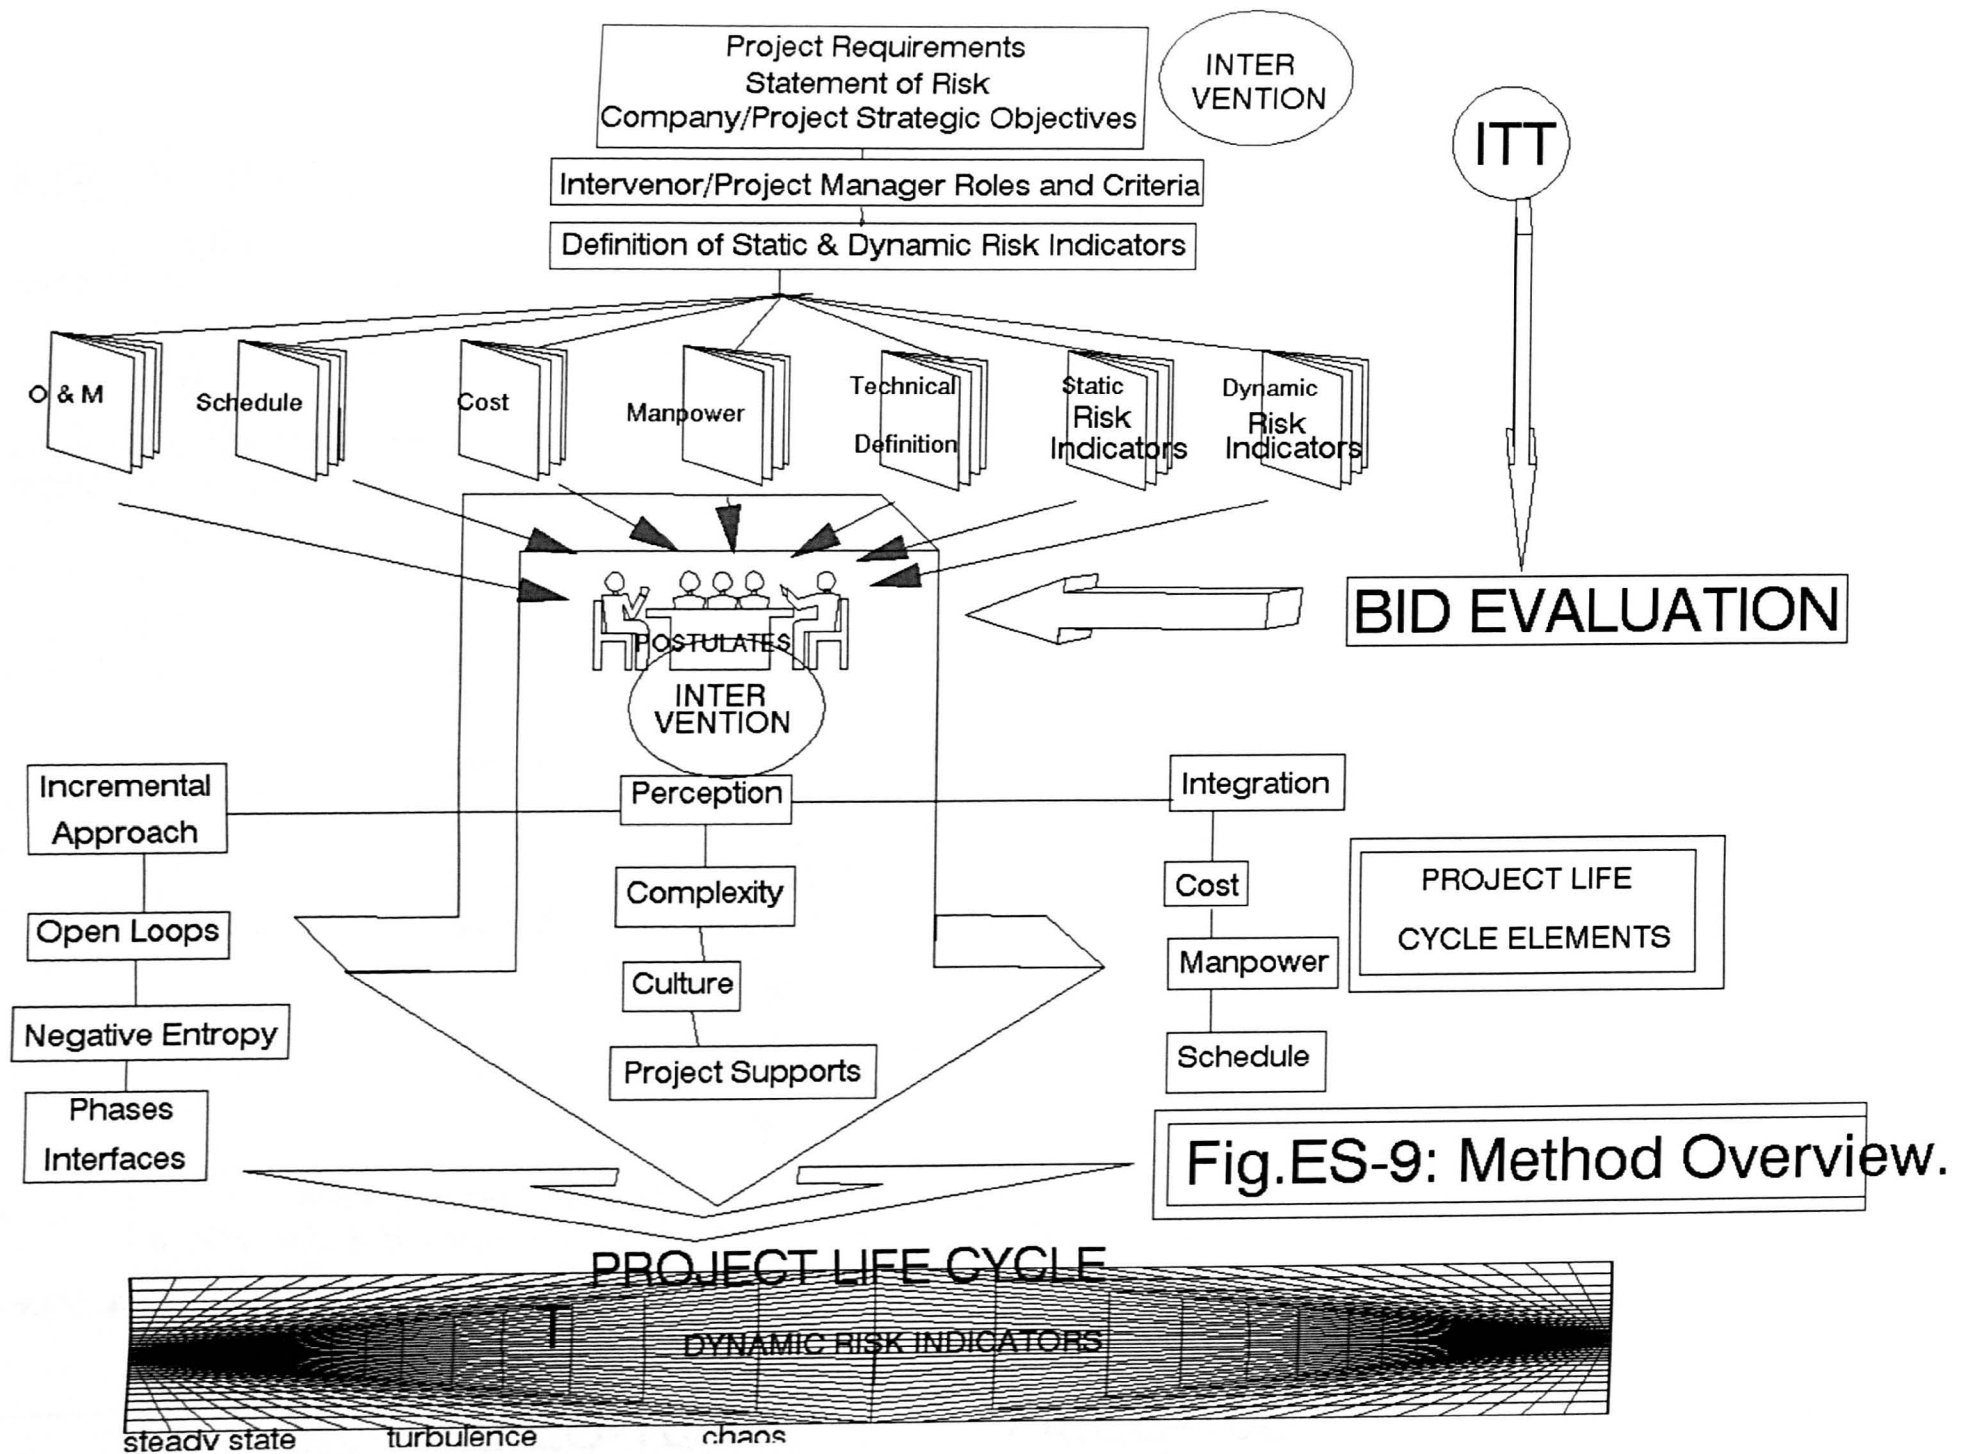 Project Requirements
Statement of Risk
Company/Project Strategic Objectives
INTER
VENTION
ITT
Intervenor/Project Manager Roles and Criteria
Definition of Static & Dynamic Risk Indicators
O & M
Schedule
Cost
Manpower
Technical
Definition
Static
Risk
Indicators
Dynamic
Risk
Indicators
BID EVALUATION
POSTULATES
INTER
VENTION
Incremental
Approach
Open Loops
Negative Entropy
Phases
Interfaces
Perception
Complexity
Culture
Project Supports
Integration
Cost
Manpower
Schedule
PROJECT LIFE
CYCLE ELEMENTS
Fig.ES-9: Method Overview.
PROJECT LIFE CYCLE
T
DYNAMIC RISK INDICATORS
steady state
turbulence
chaos